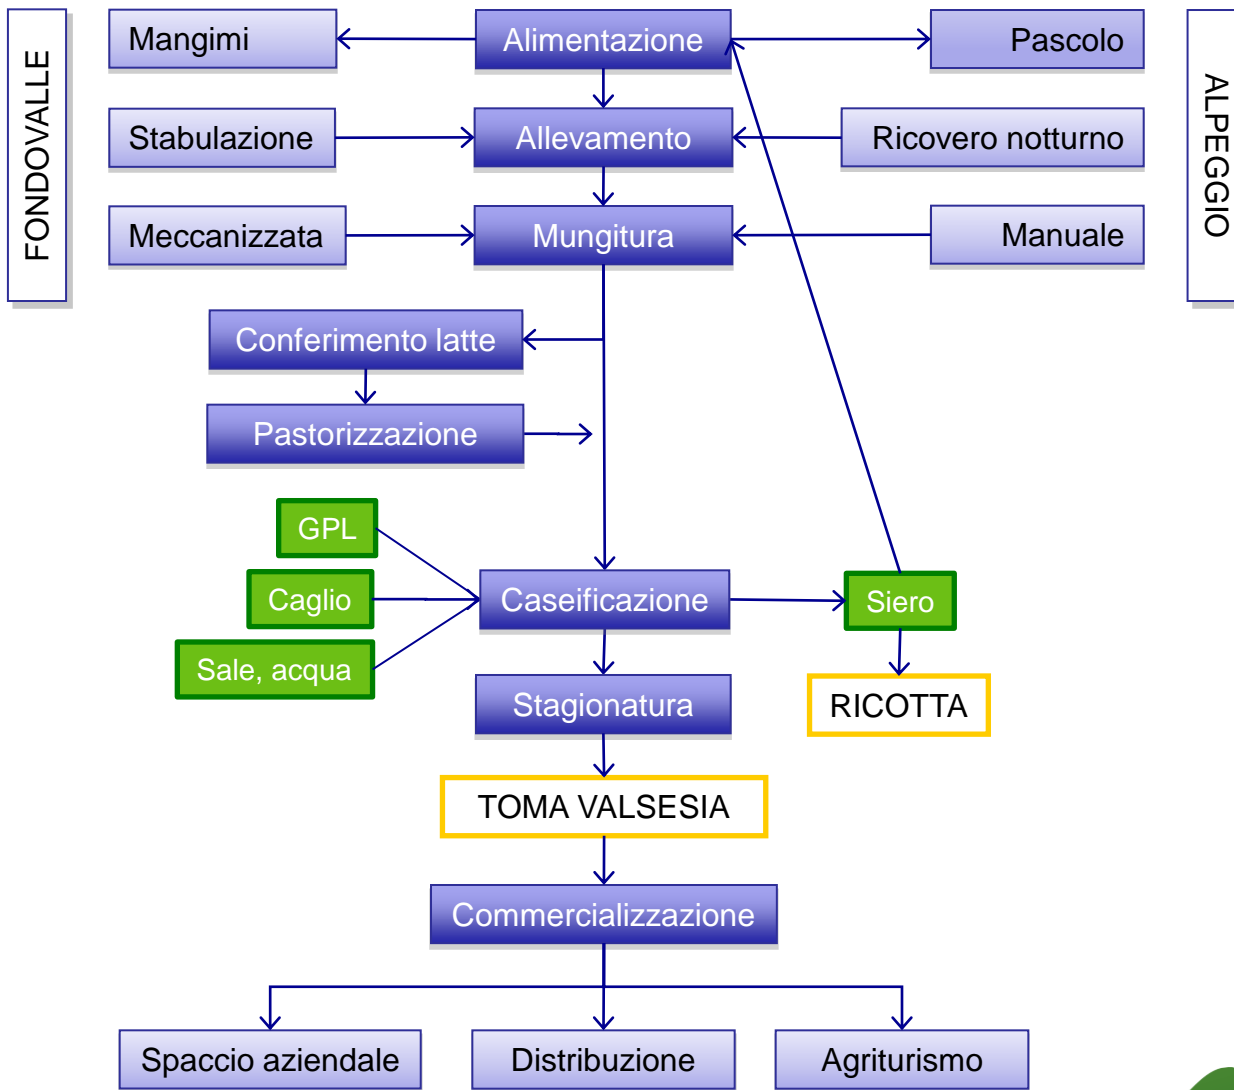 FONDOVALLE
Mangimi
Alimentazione
Pascolo
ALPEGGIO
Stabulazione
Allevamento
Ricovero notturno
Meccanizzata
Mungitura
Manuale
Conferimento latte
Pastorizzazione
GPL
Caglio
Caseificazione
Siero
Sale, acqua
Stagionatura
RICOTTA
TOMA VALSESIA
Commercializzazione
Spaccio aziendale
Distribuzione
Agriturismo